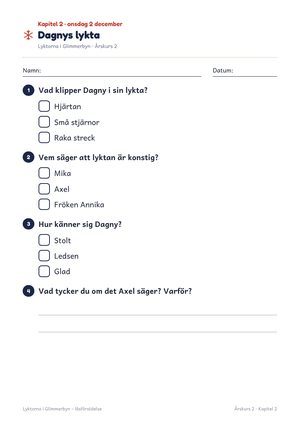 Kapitel 2 · onsdag 2 december
Dagnys lykta
Lyktorna i Glimmerbyn · Årskurs 2
Namn:
Datum:
1 Vad klipper Dagny i sin lykta?
Hjärtan
Små stjärnor
Raka streck
2 Vem säger att lyktan är konstig?
Mika
Axel
Fröken Annika
3 Hur känner sig Dagny?
Stolt
Ledsen
Glad
4 Vad tycker du om det Axel säger? Varför?
Lyktorna i Glimmerbyn – läsförståelse
Årskurs 2 · Kapitel 2